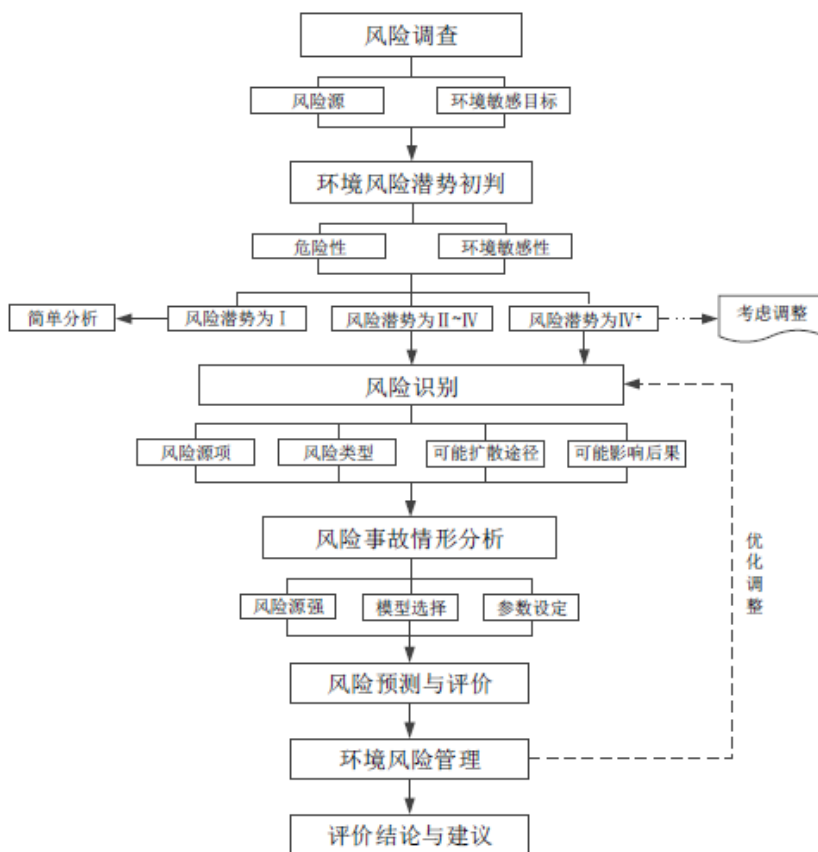 风险调查
风险源
环境敏感目标
环境风险潜势初判
危险性
环境敏感性
简单分析
风险潜势为Ⅰ
风险潜势为Ⅱ~Ⅳ
风险潜势为Ⅳ⁺
考虑调整
风险识别
风险源项
风险类型
可能扩散途径
可能影响后果
风险事故情形分析
风险源强
模型选择
参数设定
优化调整
风险预测与评价
环境风险管理
评价结论与建议